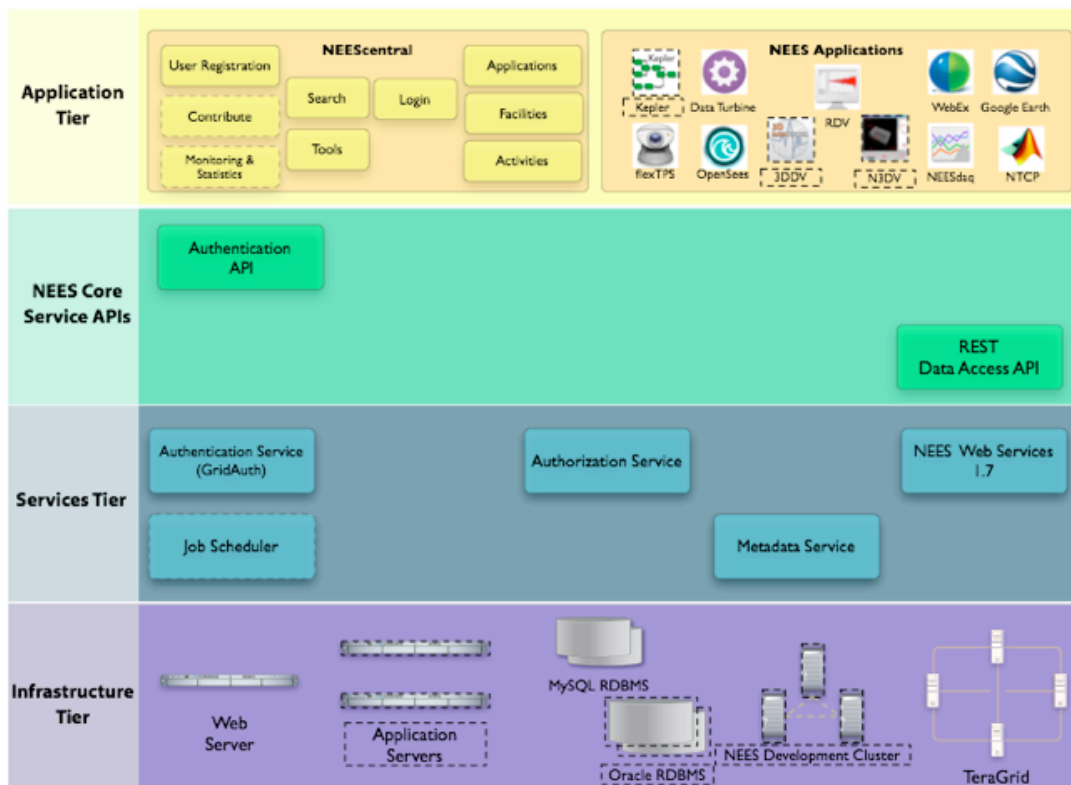 Application
Tier
NEEScentral
User Registration
Contribute
Monitoring &
Statistics
Search
Login
Tools
Applications
Facilities
Activities
NEES Applications
Kepler
Kepler
Data Turbine
RDV
WebEx
Google Earth
flexTPS
OpenSees
3DDV
N3DV
NEESdaq
NTCP
NEES Core
Service APIs
Authentication
API
REST
Data Access API
Services Tier
Authentication Service
(GridAuth)
Authorization Service
NEES Web Services
1.7
Job Scheduler
Metadata Service
Infrastructure
Tier
Web
Server
Application
Servers
MySQL RDBMS
Oracle RDBMS
NEES Development Cluster
TeraGrid